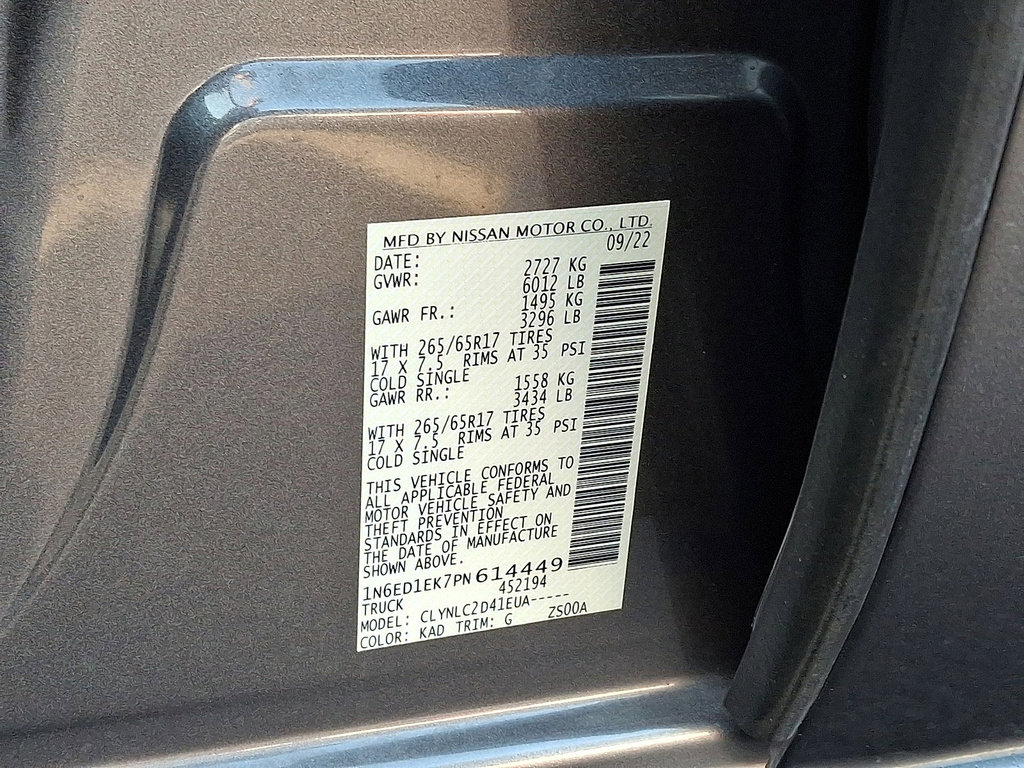 MFD BY NISSAN MOTOR CO., LTD.
DATE: 09/22
GVWR: 2727 KG
6012 LB
GAWR FR.: 1495 KG
3296 LB
WITH 265/65R17 TIRES
17 X 7.5 RIMS AT 35 PSI
COLD SINGLE
GAWR RR.: 1558 KG
3434 LB
WITH 265/65R17 TIRES
17 X 7.5 RIMS AT 35 PSI
COLD SINGLE
THIS VEHICLE CONFORMS TO
ALL APPLICABLE FEDERAL
MOTOR VEHICLE SAFETY AND
THEFT PREVENTION
STANDARDS IN EFFECT ON
THE DATE OF MANUFACTURE
SHOWN ABOVE.
1N6ED1EK7PN614449
TRUCK 452194
MODEL: CLYNLC2D41EUA-----
COLOR: KAD TRIM: G ZS00A